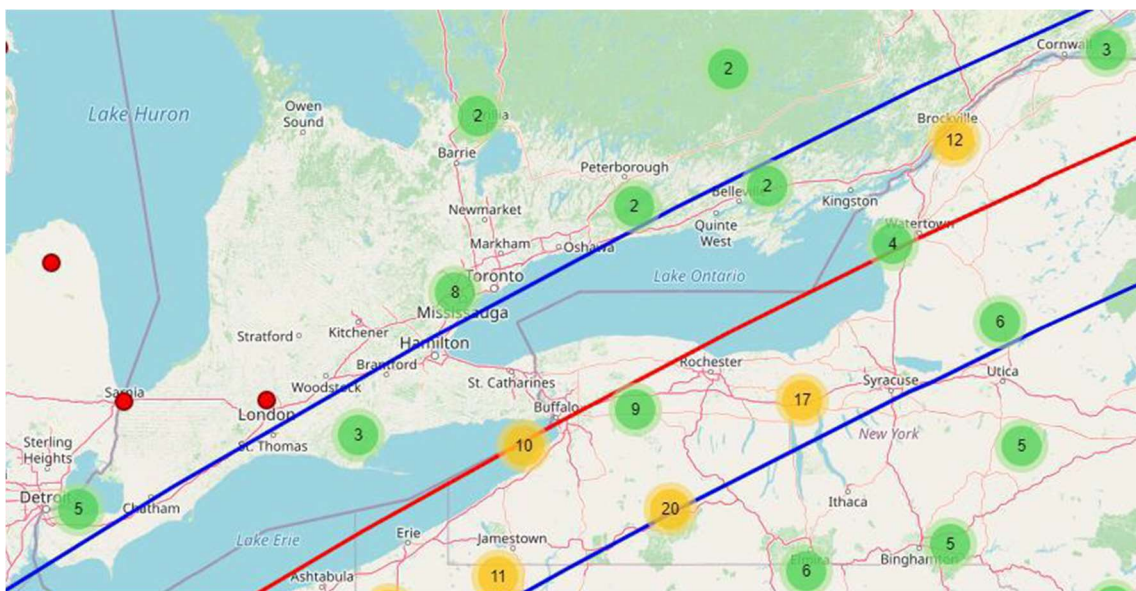 Cornwall
3
2
Lake Huron
Owen
Sound
2
Brockville
12
Barrie
Peterborough
2
Belleville
Kingston
2
Newmarket
Quinte
West
Watertown
4
Markham
Oshawa
Toronto
Lake Ontario
8
Mississauga
6
Stratford
Kitchener
Hamilton
Brantford
Rochester
St. Catharines
Utica
Syracuse
Woodstock
Sarnia
17
London
Buffalo
9
3
10
St. Thomas
New York
5
Sterling
Heights
Detroit
5
Chatham
20
Ithaca
Lake Erie
Erie
Jamestown
5
Binghamton
Elmira
6
11
Ashtabula